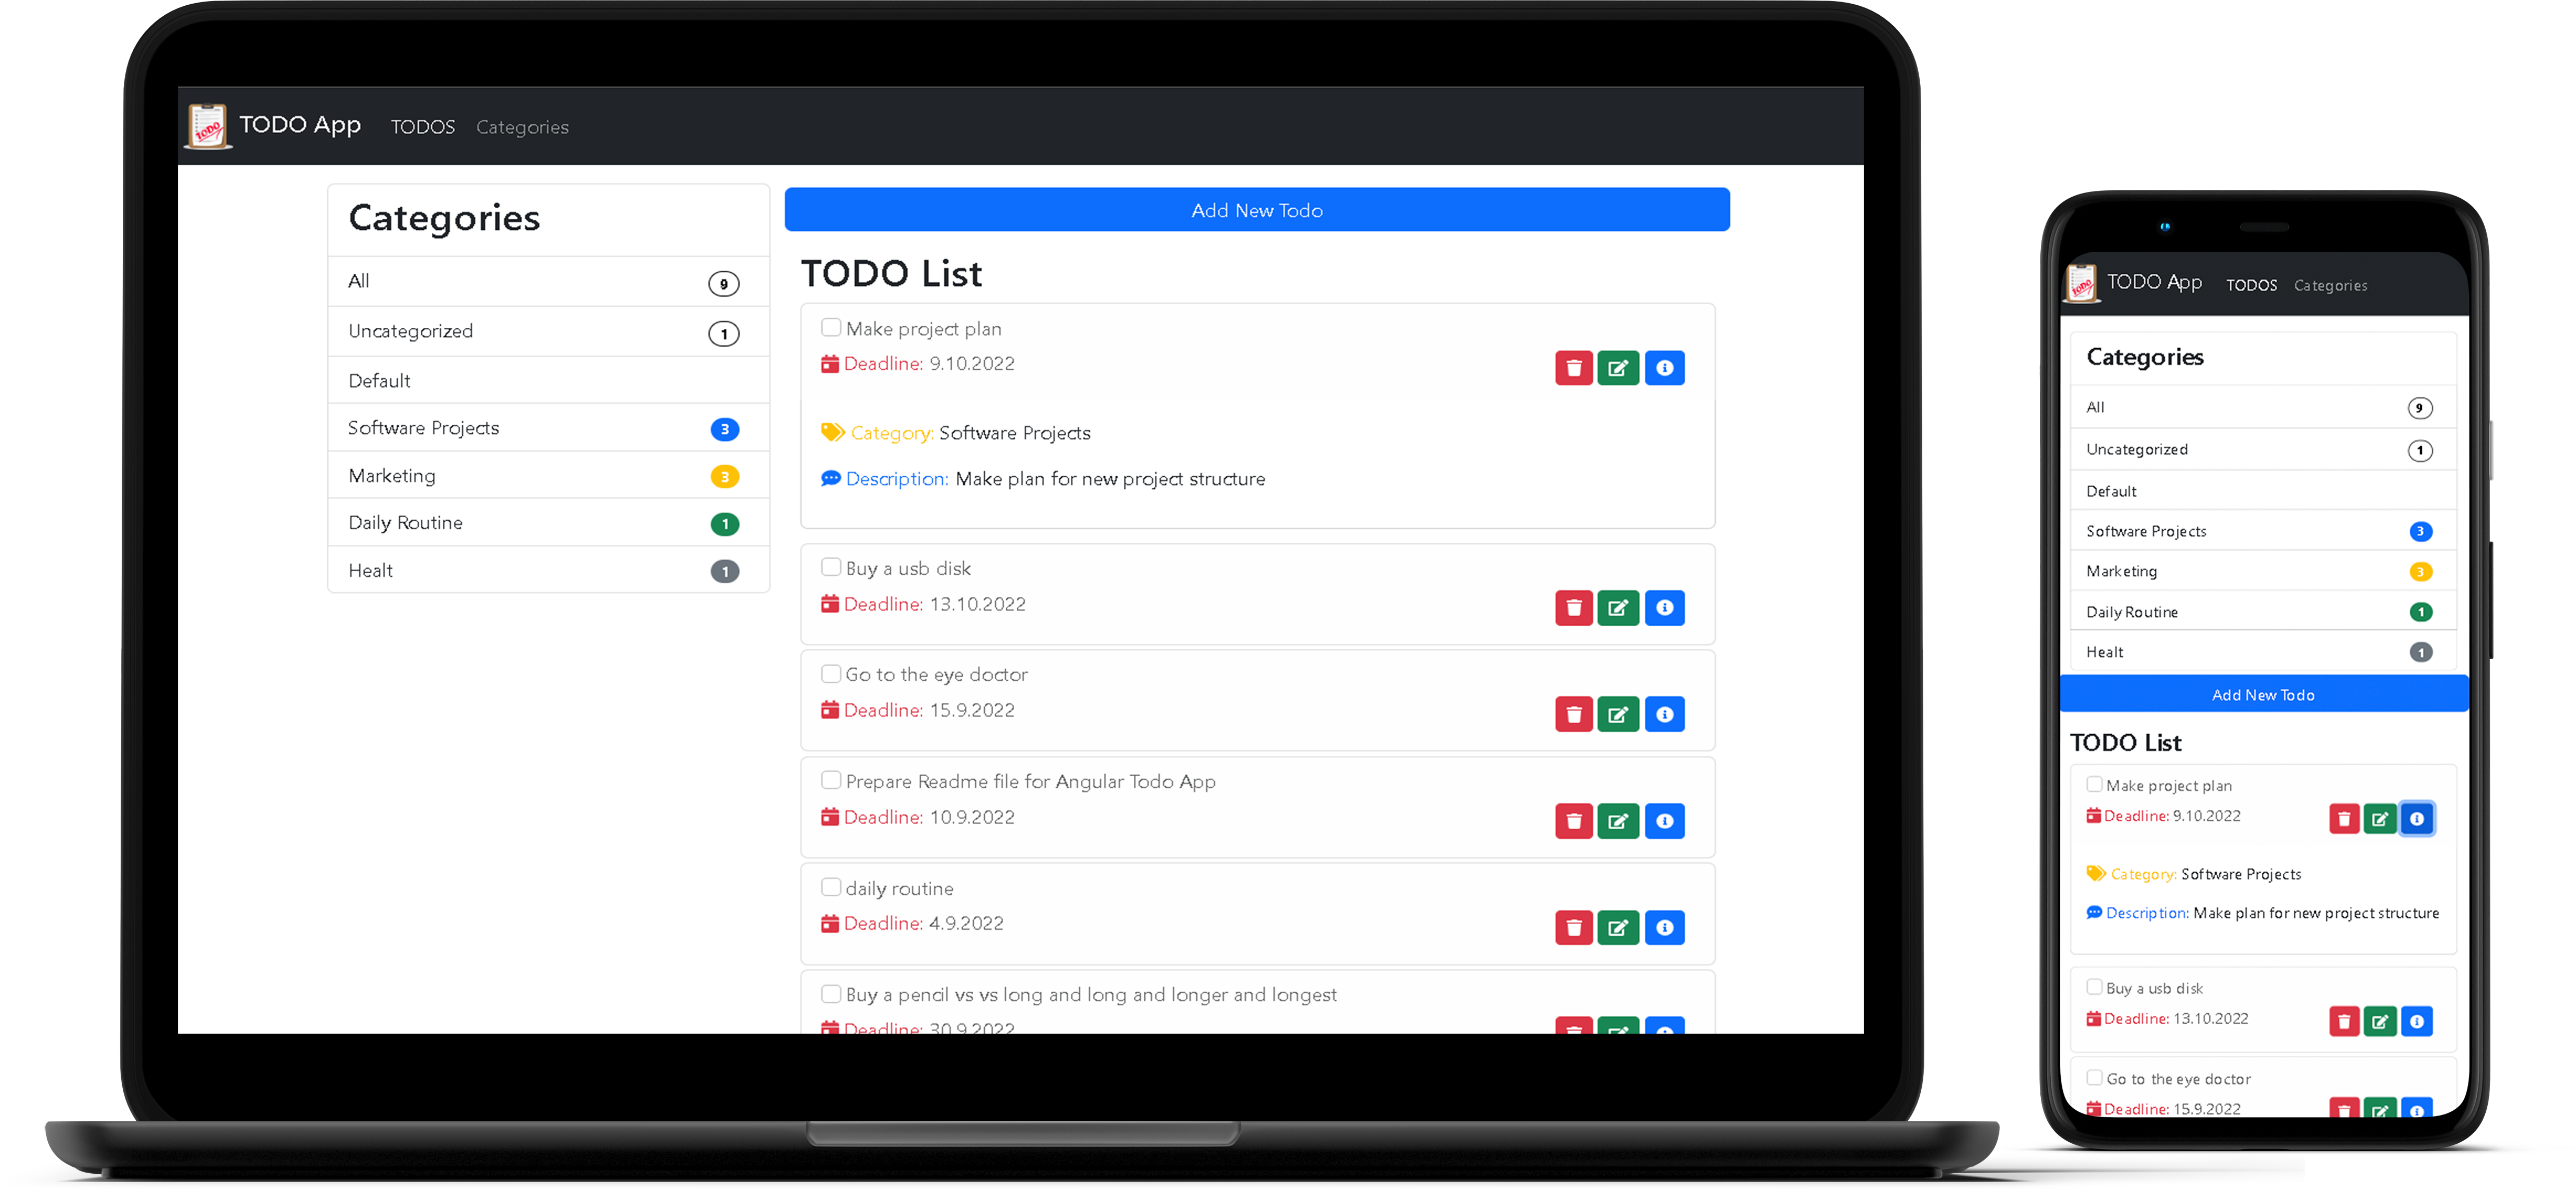 TODO
TODO App TODOS Categories
Categories
All 9
Uncategorized 1
Default
Software Projects 3
Marketing 3
Daily Routine 1
Healt 1
Add New Todo
TODO List
Make project plan
Deadline: 9.10.2022
Category: Software Projects
Description: Make plan for new project structure
Buy a usb disk
Deadline: 13.10.2022
Go to the eye doctor
Deadline: 15.9.2022
Prepare Readme file for Angular Todo App
Deadline: 10.9.2022
daily routine
Deadline: 4.9.2022
Buy a pencil vs vs long and long and longer and longest
Deadline: 30.9.2022
TODO
TODO App TODOS Categories
Categories
All 9
Uncategorized 1
Default
Software Projects 3
Marketing 3
Daily Routine 1
Healt 1
Add New Todo
TODO List
Make project plan
Deadline: 9.10.2022
Category: Software Projects
Description: Make plan for new project structure
Buy a usb disk
Deadline: 13.10.2022
Go to the eye doctor
Deadline: 15.9.2022